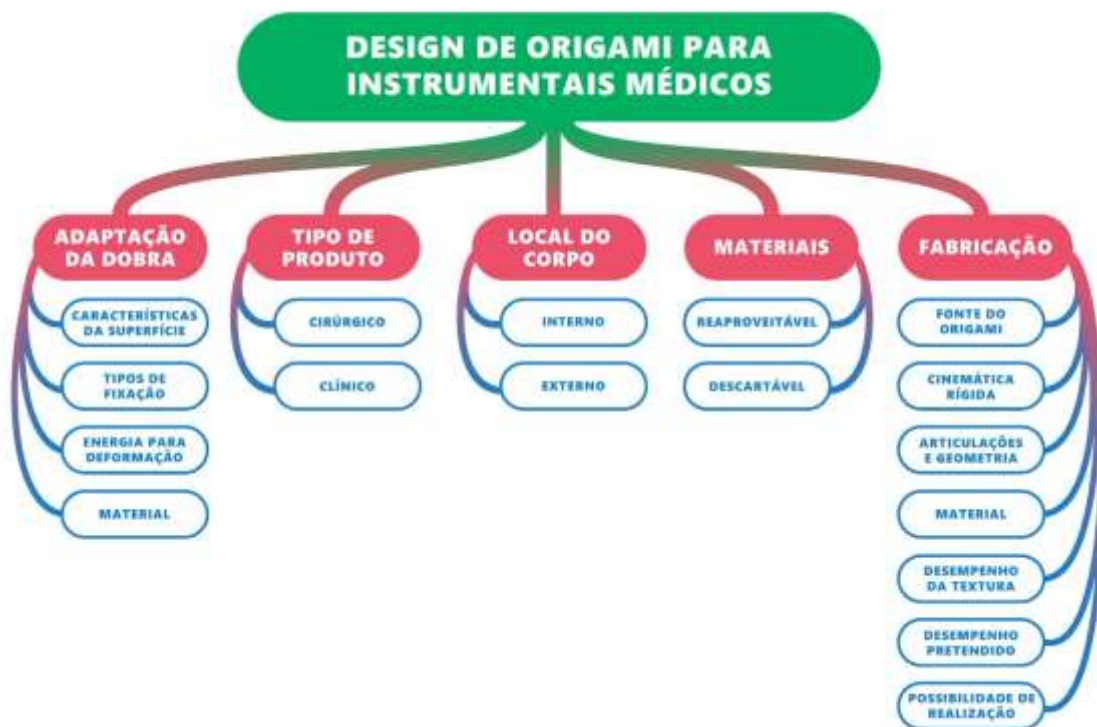 DESIGN DE ORIGAMI PARA
INSTRUMENTAIS MÉDICOS
ADAPTAÇÃO
DA DOBRA
CARACTERÍSTICAS
DA SUPERFÍCIE
TIPOS DE
FIXAÇÃO
ENERGIA PARA
DEFORMAÇÃO
MATERIAL
TIPO DE
PRODUTO
CIRÚRGICO
CLÍNICO
LOCAL DO
CORPO
INTERNO
EXTERNO
MATERIAIS
REAPROVEITÁVEL
DESCARTÁVEL
FABRICAÇÃO
FONTE DO
ORIGAMI
CINEMÁTICA
RÍGIDA
ARTICULAÇÕES
E GEOMETRIA
MATERIAL
DESEMPENHO
DA TEXTURA
DESEMPENHO
PRETENDIDO
POSSIBILIDADE DE
REALIZAÇÃO